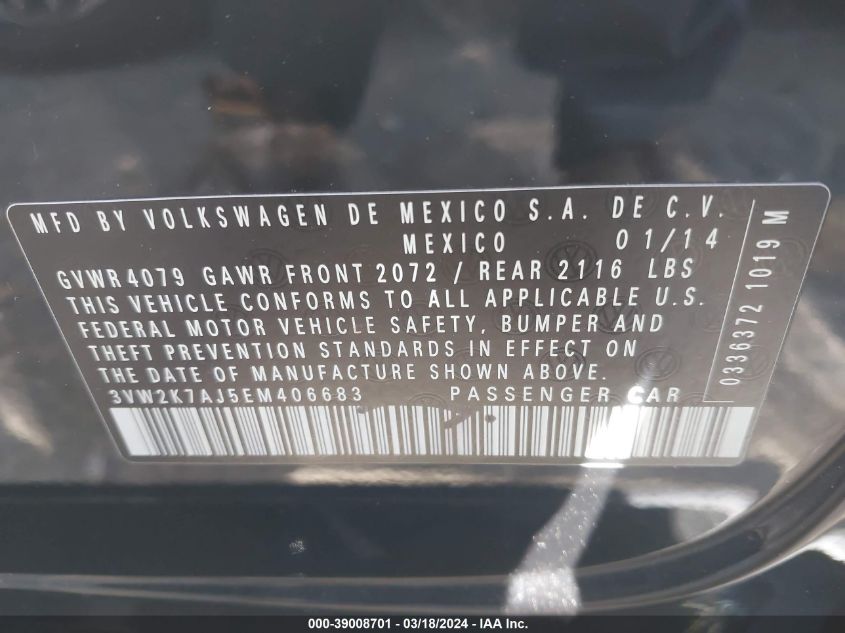 MFD BY VOLKSWAGEN DE MEXICO S.A. DE C.V.
MEXICO 01/14
GVWR 4079 GAWR FRONT 2072 / REAR 2116 LBS
THIS VEHICLE CONFORMS TO ALL APPLICABLE U.S.
FEDERAL MOTOR VEHICLE SAFETY, BUMPER AND
THEFT PREVENTION STANDARDS IN EFFECT ON
THE DATE OF MANUFACTURE SHOWN ABOVE.
3VW2K7AJ5EM406683 PASSENGER CAR
0336372 1019 M
000-39008701 / 03/18/2024 - IAA Inc.